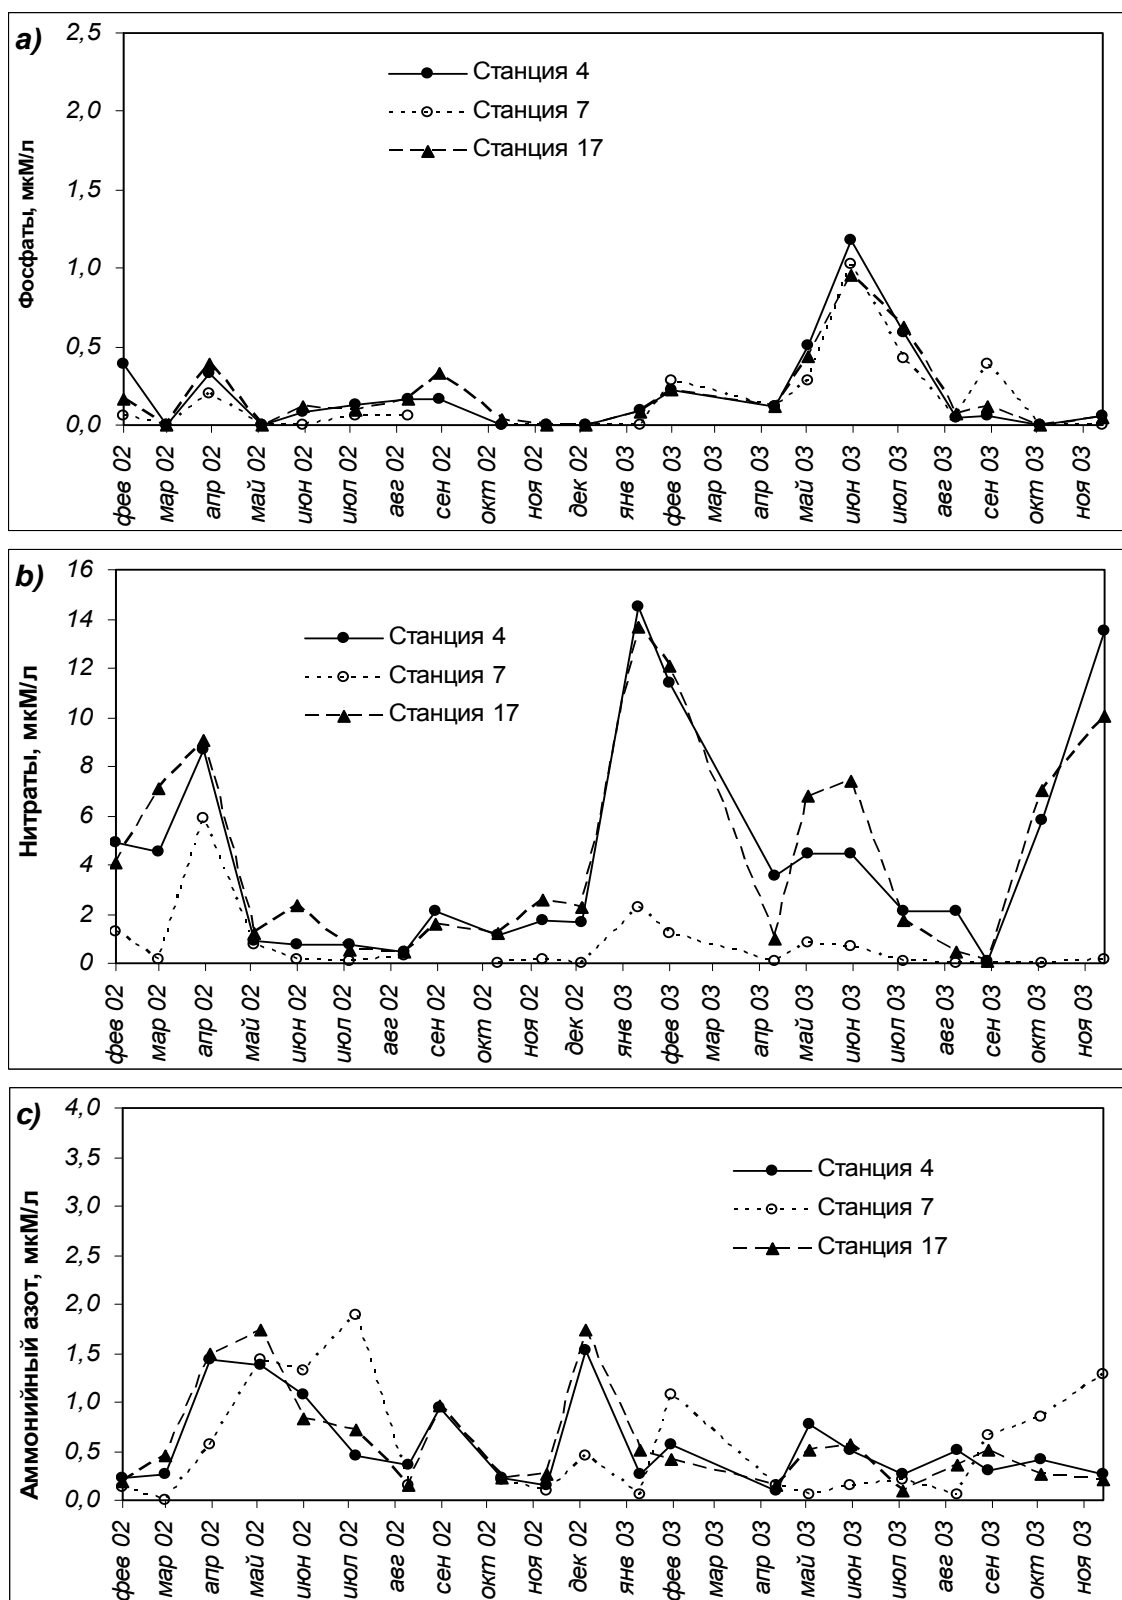 a)
2,5
2,0
1,5
1,0
0,5
0,0
Фосфаты, мкМ/л
Станция 4
Станция 7
Станция 17
фев 02
мар 02
апр 02
май 02
июн 02
июл 02
авг 02
сен 02
окт 02
ноя 02
дек 02
янв 03
фев 03
мар 03
апр 03
май 03
июн 03
июл 03
авг 03
сен 03
окт 03
ноя 03
b)
16
14
12
10
8
6
4
2
0
Нитраты, мкМ/л
Станция 4
Станция 7
Станция 17
фев 02
мар 02
апр 02
май 02
июн 02
июл 02
авг 02
сен 02
окт 02
ноя 02
дек 02
янв 03
фев 03
мар 03
апр 03
май 03
июн 03
июл 03
авг 03
сен 03
окт 03
ноя 03
c)
4,0
3,5
3,0
2,5
2,0
1,5
1,0
0,5
0,0
Аммонийный азот, мкМ/л
Станция 4
Станция 7
Станция 17
фев 02
мар 02
апр 02
май 02
июн 02
июл 02
авг 02
сен 02
окт 02
ноя 02
дек 02
янв 03
фев 03
мар 03
апр 03
май 03
июн 03
июл 03
авг 03
сен 03
окт 03
ноя 03